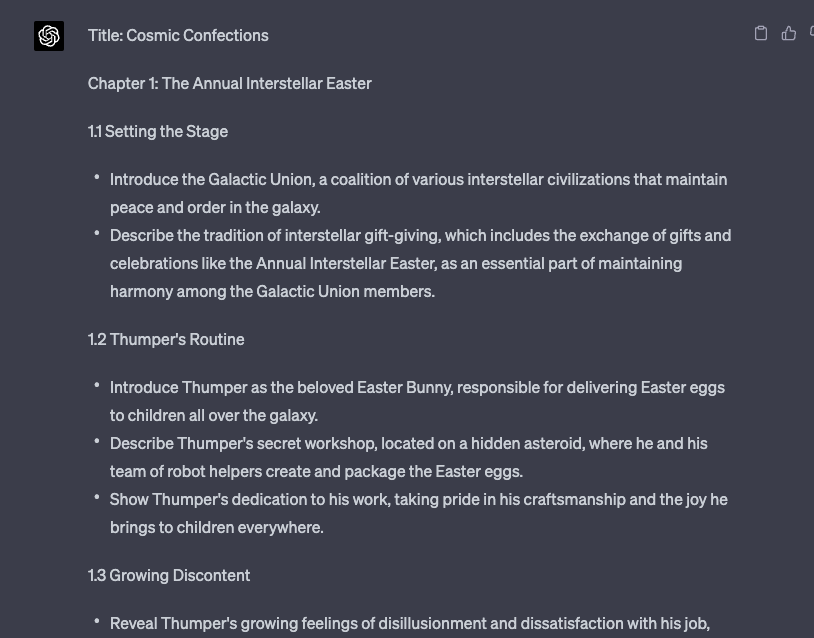 Title: Cosmic Confections
Chapter 1: The Annual Interstellar Easter
1.1 Setting the Stage
• Introduce the Galactic Union, a coalition of various interstellar civilizations that maintain
peace and order in the galaxy.
• Describe the tradition of interstellar gift-giving, which includes the exchange of gifts and
celebrations like the Annual Interstellar Easter, as an essential part of maintaining
harmony among the Galactic Union members.
1.2 Thumper's Routine
• Introduce Thumper as the beloved Easter Bunny, responsible for delivering Easter eggs
to children all over the galaxy.
• Describe Thumper's secret workshop, located on a hidden asteroid, where he and his
team of robot helpers create and package the Easter eggs.
• Show Thumper's dedication to his work, taking pride in his craftsmanship and the joy he
brings to children everywhere.
1.3 Growing Discontent
• Reveal Thumper's growing feelings of disillusionment and dissatisfaction with his job,